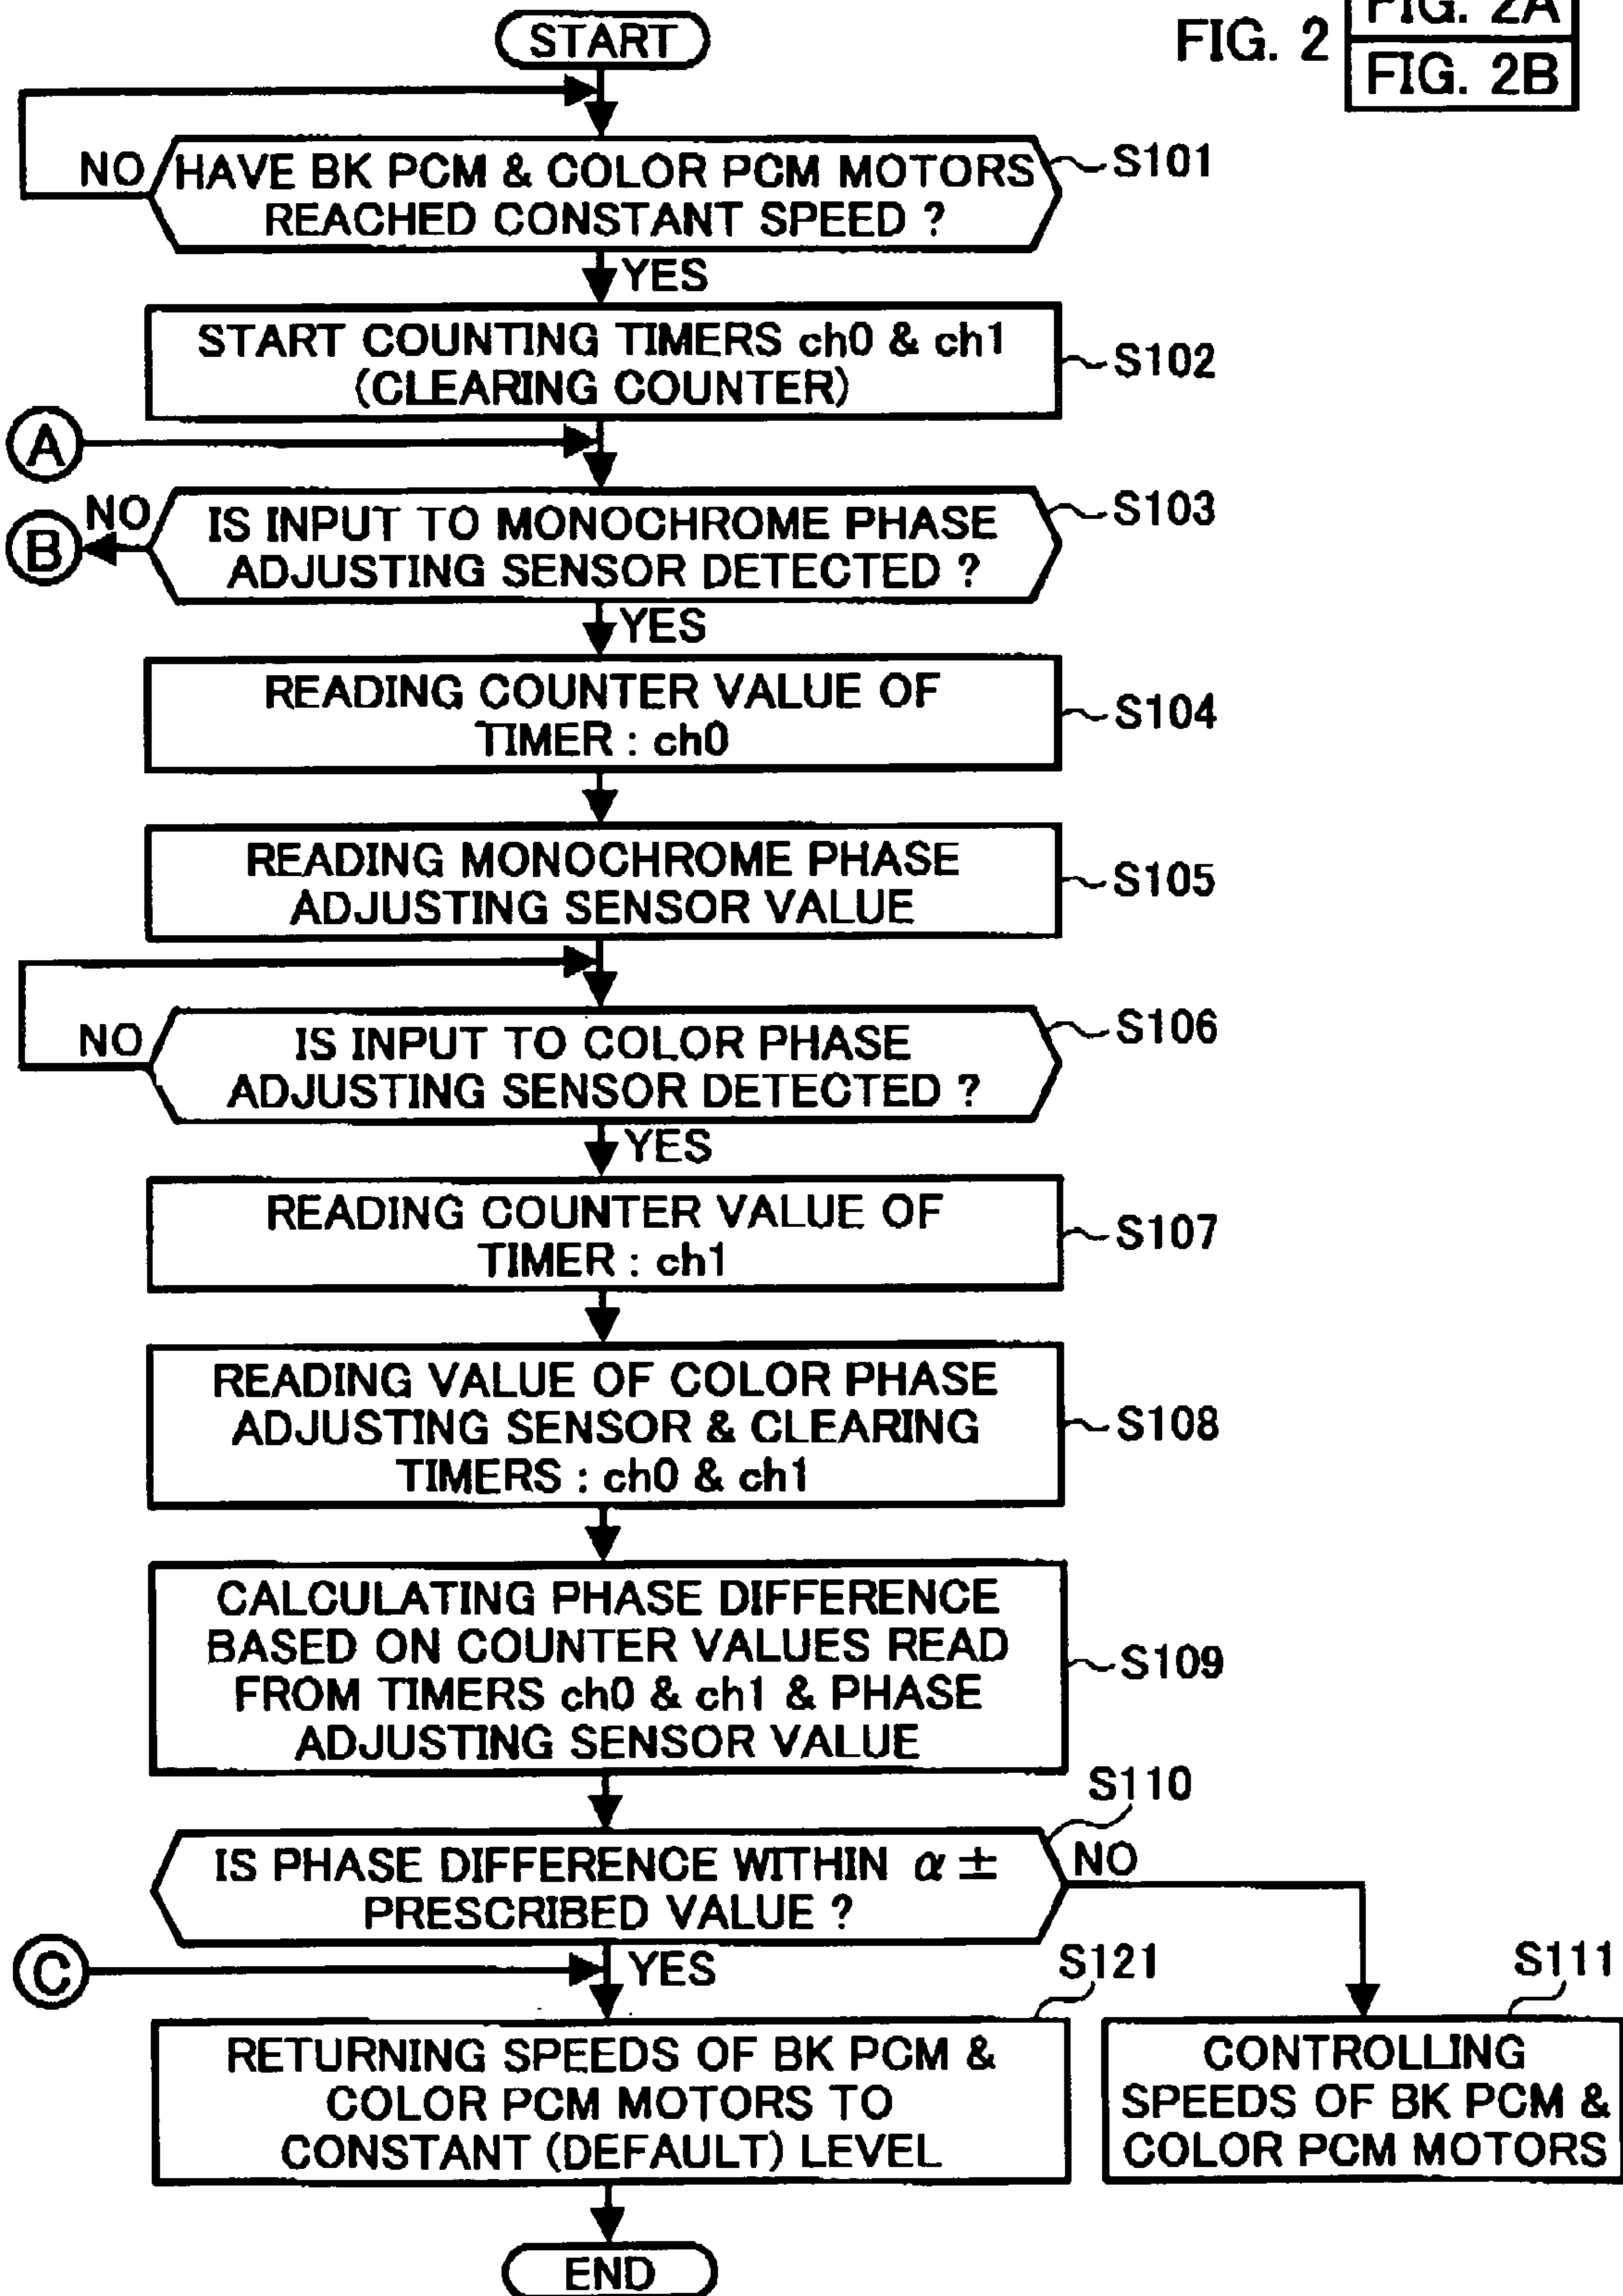 START
FIG. 2
FIG. 2A
FIG. 2B
NO
HAVE BK PCM & COLOR PCM MOTORS
REACHED CONSTANT SPEED ?
S101
YES
START COUNTING TIMERS ch0 & ch1
(CLEARING COUNTER)
S102
A
B
NO
IS INPUT TO MONOCHROME PHASE
ADJUSTING SENSOR DETECTED ?
S103
YES
READING COUNTER VALUE OF
TIMER : ch0
S104
READING MONOCHROME PHASE
ADJUSTING SENSOR VALUE
S105
NO
IS INPUT TO COLOR PHASE
ADJUSTING SENSOR DETECTED ?
S106
YES
READING COUNTER VALUE OF
TIMER : ch1
S107
READING VALUE OF COLOR PHASE
ADJUSTING SENSOR & CLEARING
TIMERS : ch0 & ch1
S108
CALCULATING PHASE DIFFERENCE
BASED ON COUNTER VALUES READ
FROM TIMERS ch0 & ch1 & PHASE
ADJUSTING SENSOR VALUE
S109
S110
IS PHASE DIFFERENCE WITHIN α ±
PRESCRIBED VALUE ?
NO
C
YES
S121
RETURNING SPEEDS OF BK PCM &
COLOR PCM MOTORS TO
CONSTANT (DEFAULT) LEVEL
S111
CONTROLLING
SPEEDS OF BK PCM &
COLOR PCM MOTORS
END